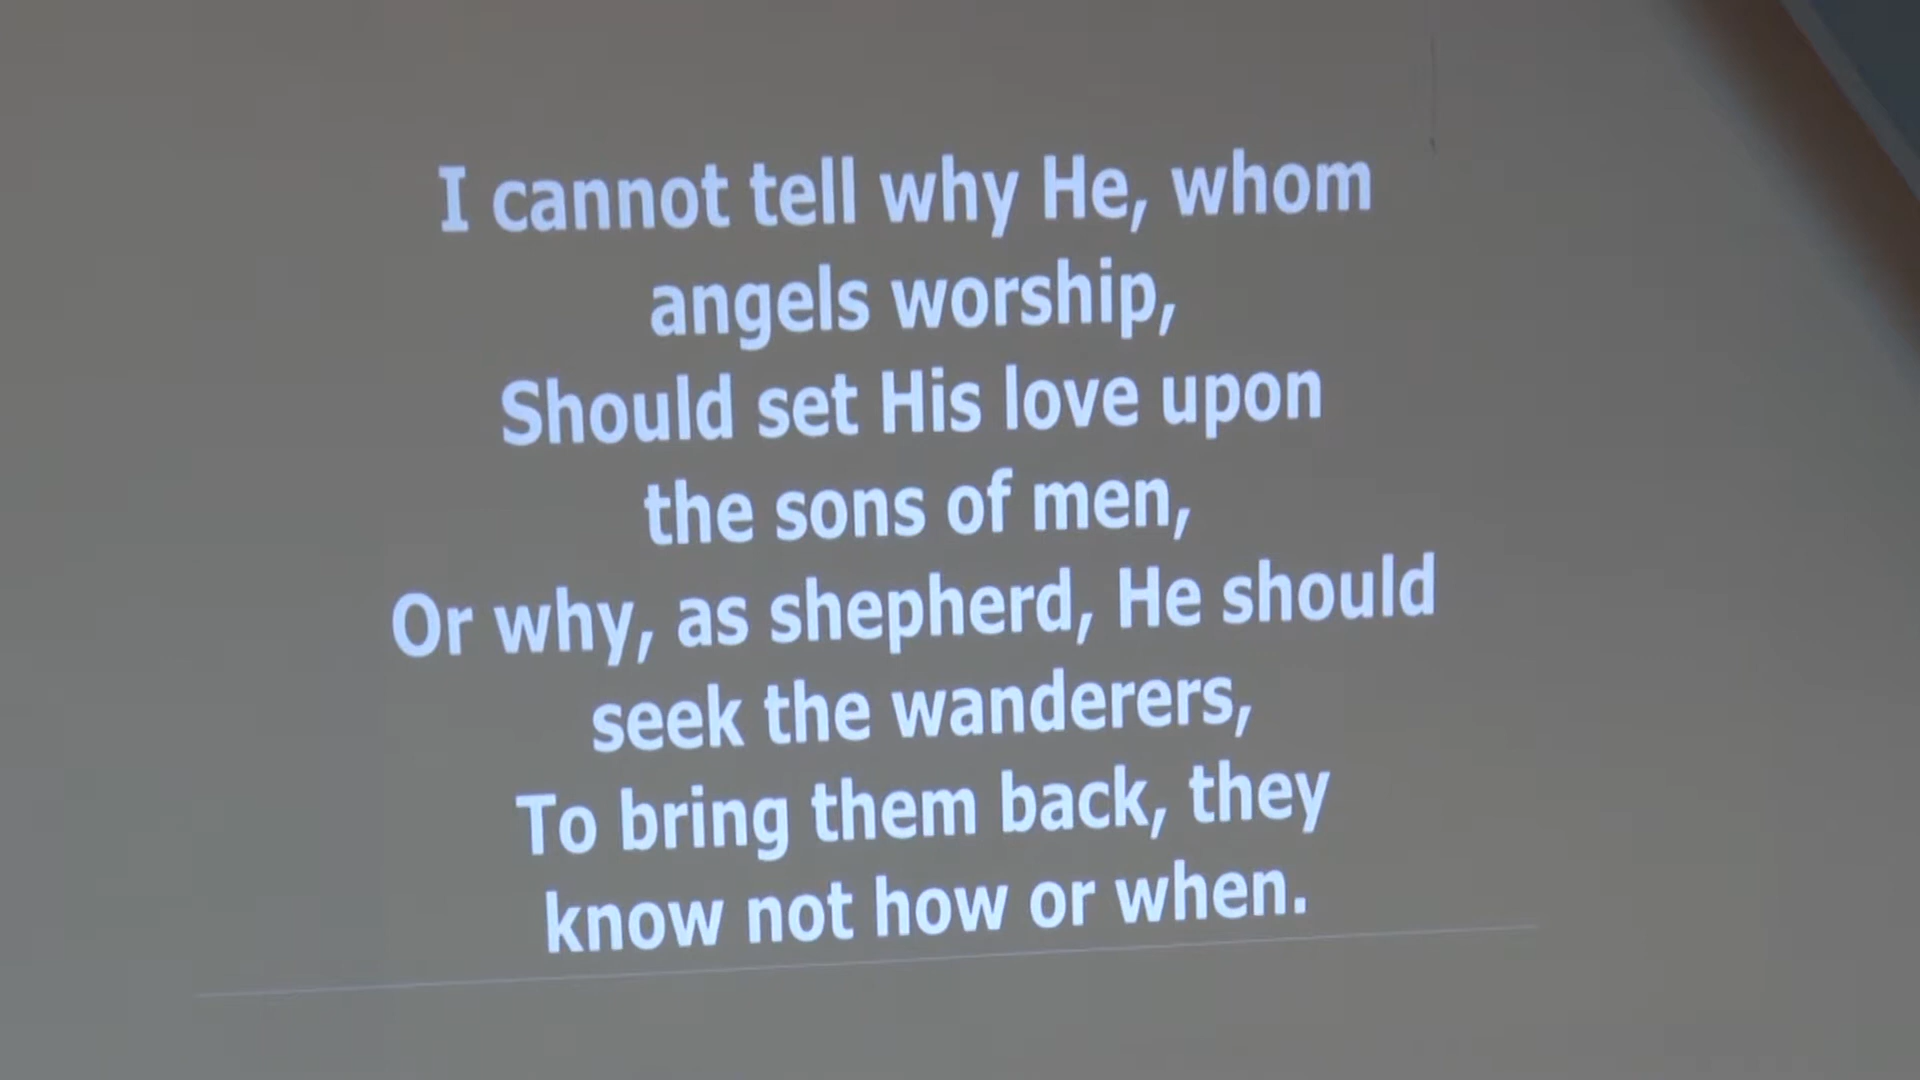 I cannot tell why He, whom
angels worship,
Should set His love upon
the sons of men,
Or why, as shepherd, He should
seek the wanderers,
To bring them back, they
know not how or when.